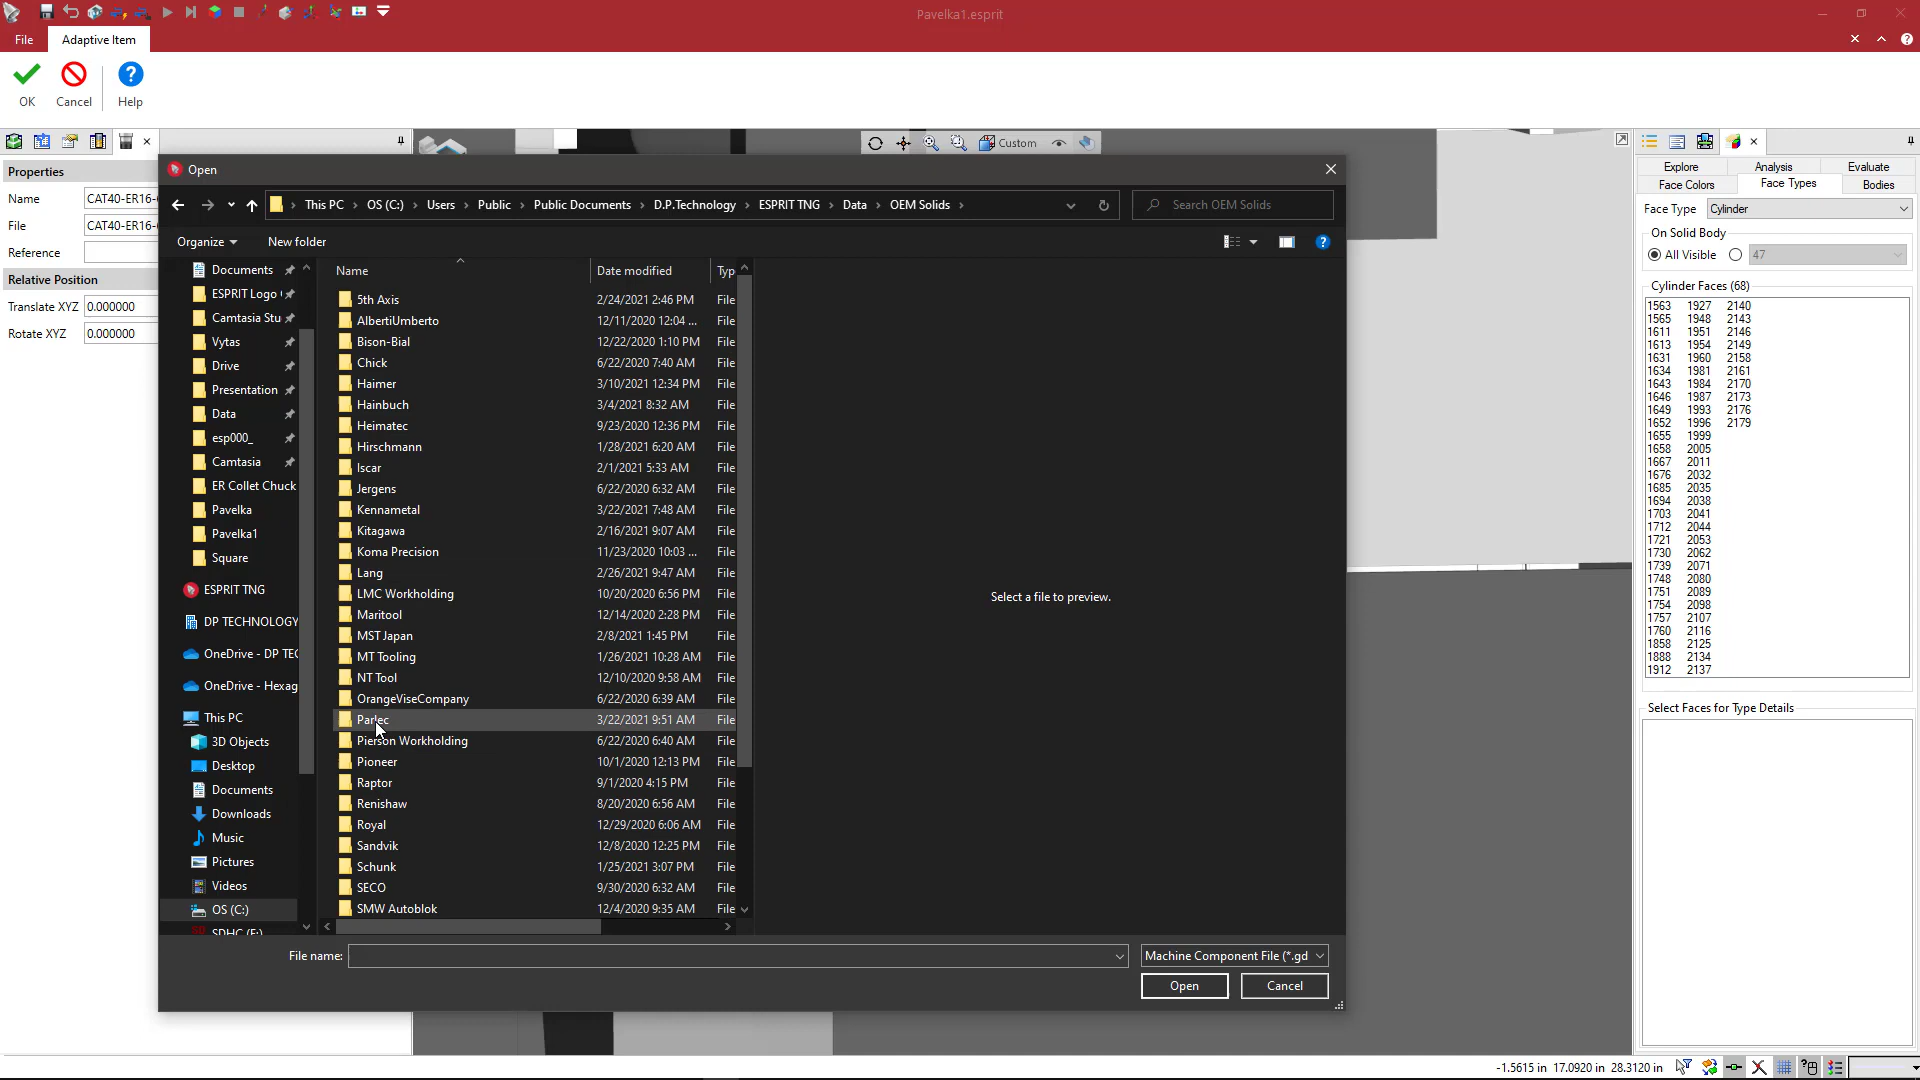 Pavelka1.esprit
File
Adaptive Item
OK
Cancel
Help
Properties
Name
CAT40-ER16-
File
CAT40-ER16-
Reference
Relative Position
Translate XYZ
0.000000
Rotate XYZ
0.000000
Custom
Open
This PC
OS (C:)
Users
Public
Public Documents
D.P.Technology
ESPRIT TNG
Data
OEM Solids
Search OEM Solids
Organize
New folder
Documents
ESPRIT Logo
Camtasia Stu
Vytas
Drive
Presentation
Data
esp000_
Camtasia
ER Collet Chuck
Pavelka
Pavelka1
Square
ESPRIT TNG
DP TECHNOLOGY
OneDrive - DP TEC
OneDrive - Hexag
This PC
3D Objects
Desktop
Documents
Downloads
Music
Pictures
Videos
OS (C:)
SDHC (F:)
Name Date modified Typ
5th Axis 2/24/2021 2:46 PM File
AlbertiUmberto 12/11/2020 12:04 ... File
Bison-Bial 12/22/2020 1:10 PM File
Chick 6/22/2020 7:40 AM File
Haimer 3/10/2021 12:34 PM File
Hainbuch 3/4/2021 8:32 AM File
Heimatec 9/23/2020 12:36 PM File
Hirschmann 1/28/2021 6:20 AM File
Iscar 2/1/2021 5:33 AM File
Jergens 6/22/2020 6:32 AM File
Kennametal 3/22/2021 7:48 AM File
Kitagawa 2/16/2021 9:07 AM File
Koma Precision 11/23/2020 10:03 ... File
Lang 2/26/2021 9:47 AM File
LMC Workholding 10/20/2020 6:56 PM File
Maritool 12/14/2020 2:28 PM File
MST Japan 2/8/2021 1:45 PM File
MT Tooling 1/26/2021 10:28 AM File
NT Tool 12/10/2020 9:58 AM File
OrangeViseCompany 6/22/2020 6:39 AM File
Parlec 3/22/2021 9:51 AM File
Pierson Workholding 6/22/2020 6:40 AM File
Pioneer 10/1/2020 12:13 PM File
Raptor 9/1/2020 4:15 PM File
Renishaw 8/20/2020 6:56 AM File
Royal 12/29/2020 6:06 AM File
Sandvik 12/8/2020 12:25 PM File
Schunk 1/25/2021 3:07 PM File
SECO 9/30/2020 6:32 AM File
SMW Autoblok 12/4/2020 9:35 AM File
Select a file to preview.
File name:
Machine Component File (*.gd
Open
Cancel
Explore Analysis Evaluate
Face Colors Face Types Bodies
Face Type Cylinder
On Solid Body
All Visible 47
Cylinder Faces (68)
1563 1927 2140
1565 1948 2143
1611 1951 2146
1613 1954 2149
1631 1960 2158
1634 1981 2161
1643 1984 2170
1646 1987 2173
1649 1993 2176
1652 1996 2179
1655 1999
1658 2005
1667 2011
1676 2032
1685 2035
1694 2038
1703 2041
1712 2044
1721 2053
1730 2062
1739 2071
1748 2080
1751 2089
1754 2098
1757 2107
1760 2116
1858 2125
1888 2134
1912 2137
Select Faces for Type Details
-1.5615 in 17.0920 in 28.3120 in